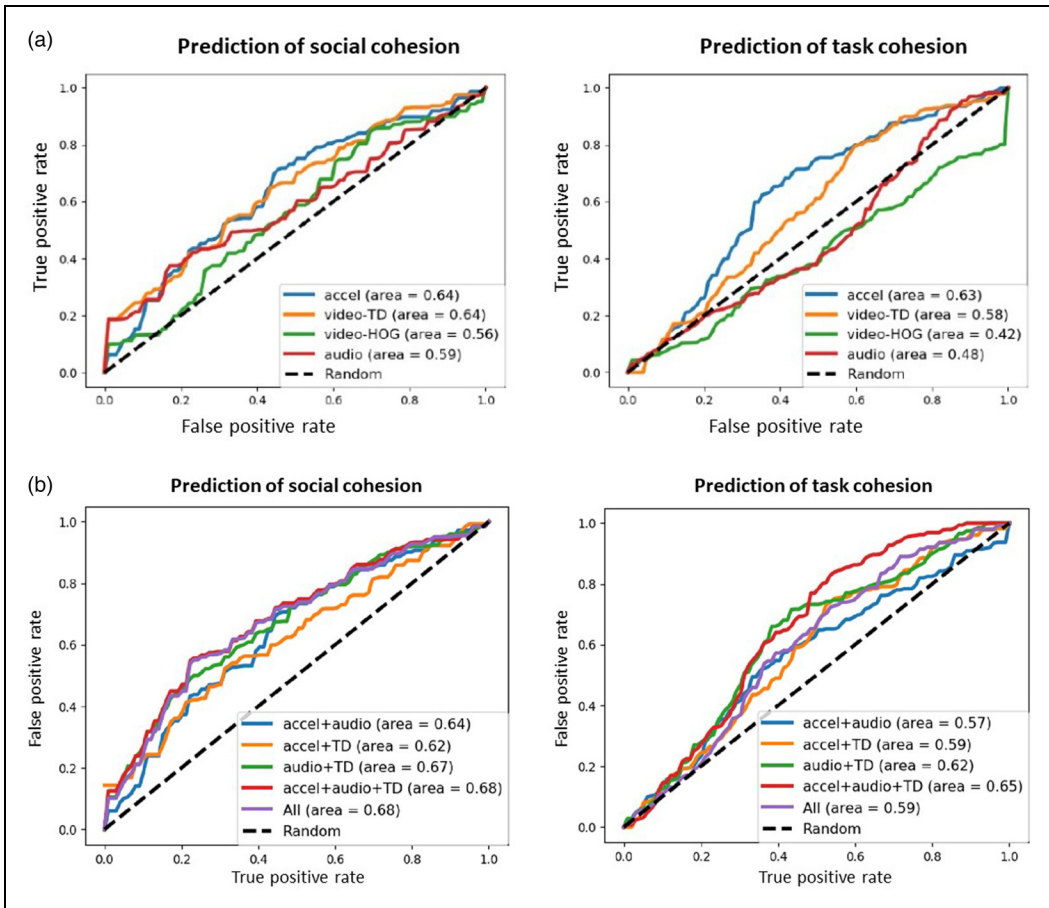 (a)
Prediction of social cohesion
True positive rate
1.0
0.8
0.6
0.4
0.2
0.0
accel (area = 0.64)
video-TD (area = 0.64)
video-HOG (area = 0.56)
audio (area = 0.59)
Random
0.0 0.2 0.4 0.6 0.8 1.0
False positive rate
Prediction of task cohesion
True positive rate
1.0
0.8
0.6
0.4
0.2
0.0
accel (area = 0.63)
video-TD (area = 0.58)
video-HOG (area = 0.42)
audio (area = 0.48)
Random
0.0 0.2 0.4 0.6 0.8 1.0
False positive rate
(b)
Prediction of social cohesion
False positive rate
1.0
0.8
0.6
0.4
0.2
0.0
accel+audio (area = 0.64)
accel+TD (area = 0.62)
audio+TD (area = 0.67)
accel+audio+TD (area = 0.68)
All (area = 0.68)
Random
0.0 0.2 0.4 0.6 0.8 1.0
True positive rate
Prediction of task cohesion
False positive rate
1.0
0.8
0.6
0.4
0.2
0.0
accel+audio (area = 0.57)
accel+TD (area = 0.59)
audio+TD (area = 0.62)
accel+audio+TD (area = 0.65)
All (area = 0.59)
Random
0.0 0.2 0.4 0.6 0.8 1.0
True positive rate